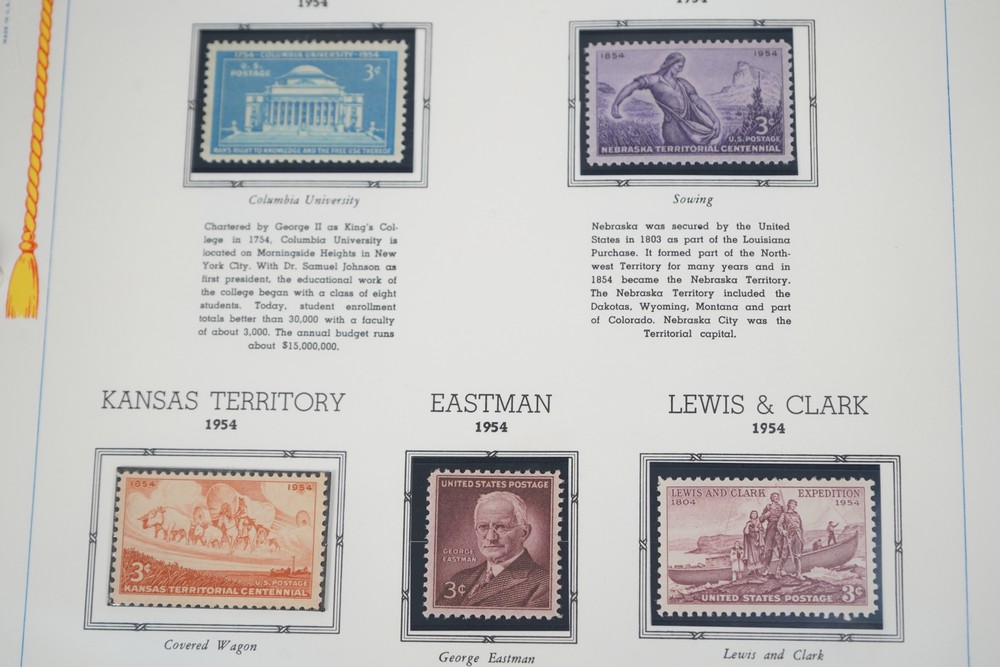 1954
1954
1754 · COLUMBIA UNIVERSITY · 1954
U.S.
POSTAGE
3¢
MAN'S RIGHT TO KNOWLEDGE AND THE FREE USE THEREOF
1854
1954
3¢
U.S. POSTAGE
NEBRASKA TERRITORIAL CENTENNIAL
Columbia University
Sowing
Chartered by George II as King's Col-
lege in 1754, Columbia University is
located on Morningside Heights in New
York City. With Dr. Samuel Johnson as
first president, the educational work of
the college began with a class of eight
students. Today, student enrollment
totals better than 30,000 with a faculty
of about 3,000. The annual budget runs
about $15,000,000.
Nebraska was secured by the United
States in 1803 as part of the Louisiana
Purchase. It formed part of the North-
west Territory for many years and in
1854 became the Nebraska Territory.
The Nebraska Territory included the
Dakotas, Wyoming, Montana and part
of Colorado. Nebraska City was the
Territorial capital.
KANSAS TERRITORY
1954
EASTMAN
1954
LEWIS & CLARK
1954
1854
1954
3¢
U.S. POSTAGE
KANSAS TERRITORIAL CENTENNIAL
UNITED STATES POSTAGE
GEORGE
EASTMAN
3¢
LEWIS AND CLARK EXPEDITION
1804
1954
UNITED STATES POSTAGE 3¢
Covered Wagon
George Eastman
Lewis and Clark